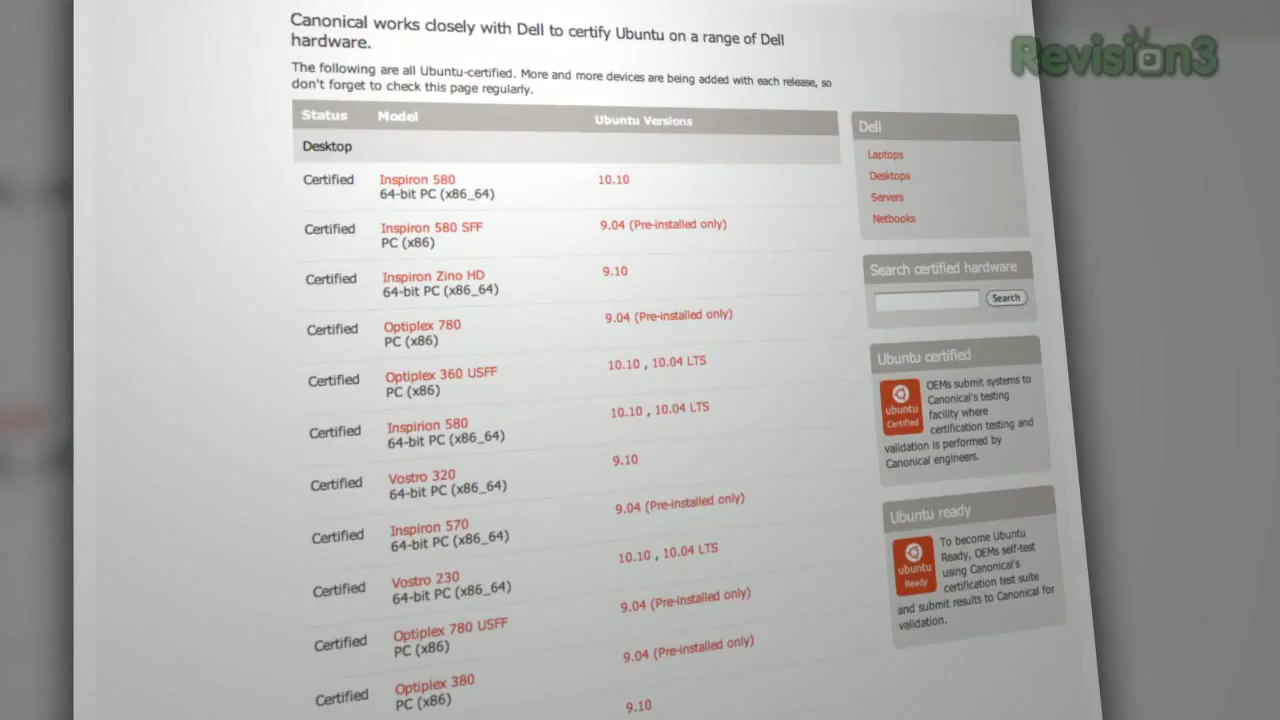 Revision3
Canonical works closely with Dell to certify Ubuntu on a range of Dell
hardware.
The following are all Ubuntu-certified. More and more devices are being added with each release, so
don't forget to check this page regularly.
Status Model Ubuntu Versions
Desktop
Certified Inspiron 580 10.10
64-bit PC (x86_64)
Certified Inspiron 580 SFF 9.04 (Pre-installed only)
PC (x86)
Certified Inspiron Zino HD 9.10
64-bit PC (x86_64)
Certified Optiplex 780 9.04 (Pre-installed only)
PC (x86)
Certified Optiplex 360 USFF 10.10 , 10.04 LTS
PC (x86)
Certified Inspirion 580 10.10 , 10.04 LTS
64-bit PC (x86_64)
Certified Vostro 320 9.10
64-bit PC (x86_64)
Certified Inspiron 570 9.04 (Pre-installed only)
64-bit PC (x86_64)
Certified Vostro 230 10.10 , 10.04 LTS
64-bit PC (x86_64)
Certified Optiplex 780 USFF 9.04 (Pre-installed only)
PC (x86)
Certified Optiplex 380 9.04 (Pre-installed only)
PC (x86)
9.10
Dell
Laptops
Desktops
Servers
Netbooks
Search certified hardware
Search
Ubuntu certified
uburtu
Certified
OEMs submit systems to
Canonical's testing
facility where
certification testing and
validation is performed by
Canonical engineers.
Ubuntu ready
ubuntu
Ready
To become Ubuntu
Ready, OEMs self-test
using Canonical's
certification test suite
and submit results to Canonical for
validation.